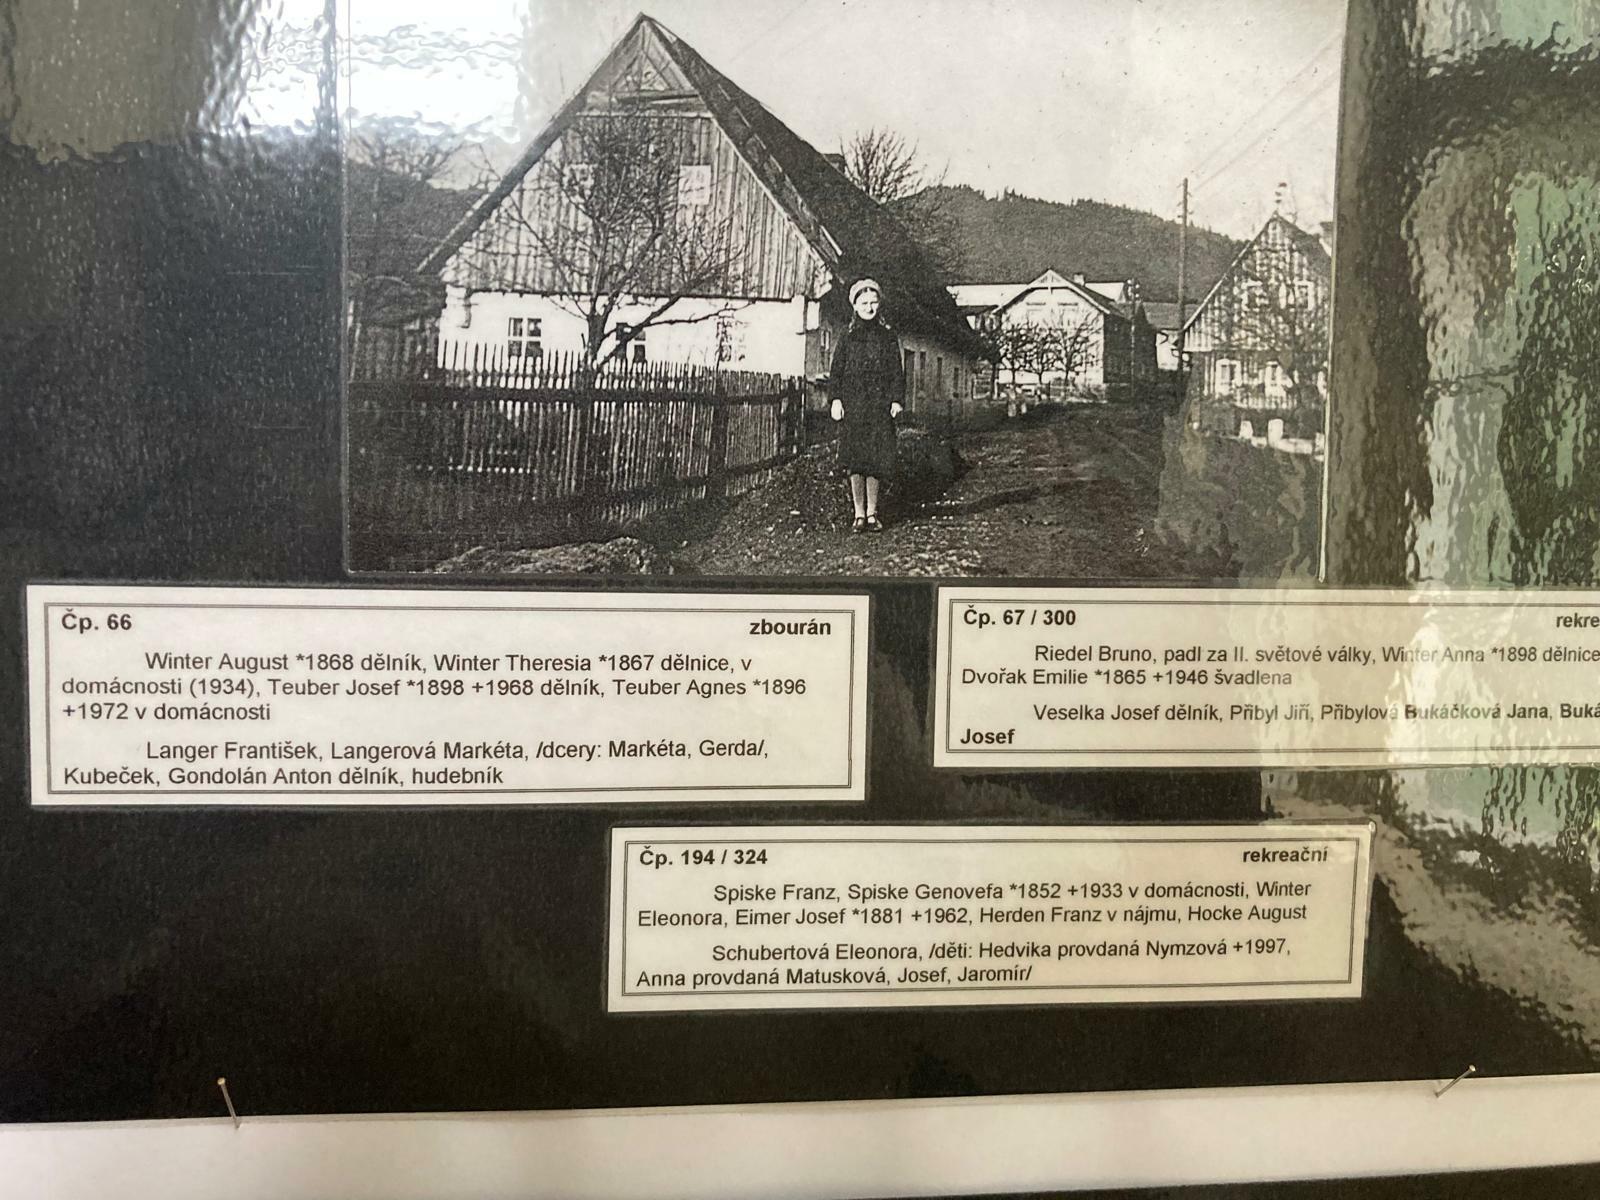 Čp. 66
zbourán
Winter August *1868 dělník, Winter Theresia *1867 dělnice, v
domácnosti (1934), Teuber Josef *1898 +1968 dělník, Teuber Agnes *1896
+1972 v domácnosti
Langer František, Langerová Markéta, /dcery: Markéta, Gerda/,
Kubeček, Gondolán Anton dělník, hudebník
Čp. 67 / 300
rekre
Riedel Bruno, padl za II. světové války, Winter Anna *1898 dělnice
Dvořak Emilie *1865 +1946 švadlena
Veselka Josef dělník, Přibyl Jiří, Přibylová Bukáčková Jana, Buká
Josef
Čp. 194 / 324
rekreační
Spiske Franz, Spiske Genovefa *1852 +1933 v domácnosti, Winter
Eleonora, Eimer Josef *1881 +1962, Herden Franz v nájmu, Hocke August
Schubertová Eleonora, /děti: Hedvika provdaná Nymzová +1997,
Anna provdaná Matusková, Josef, Jaromír/